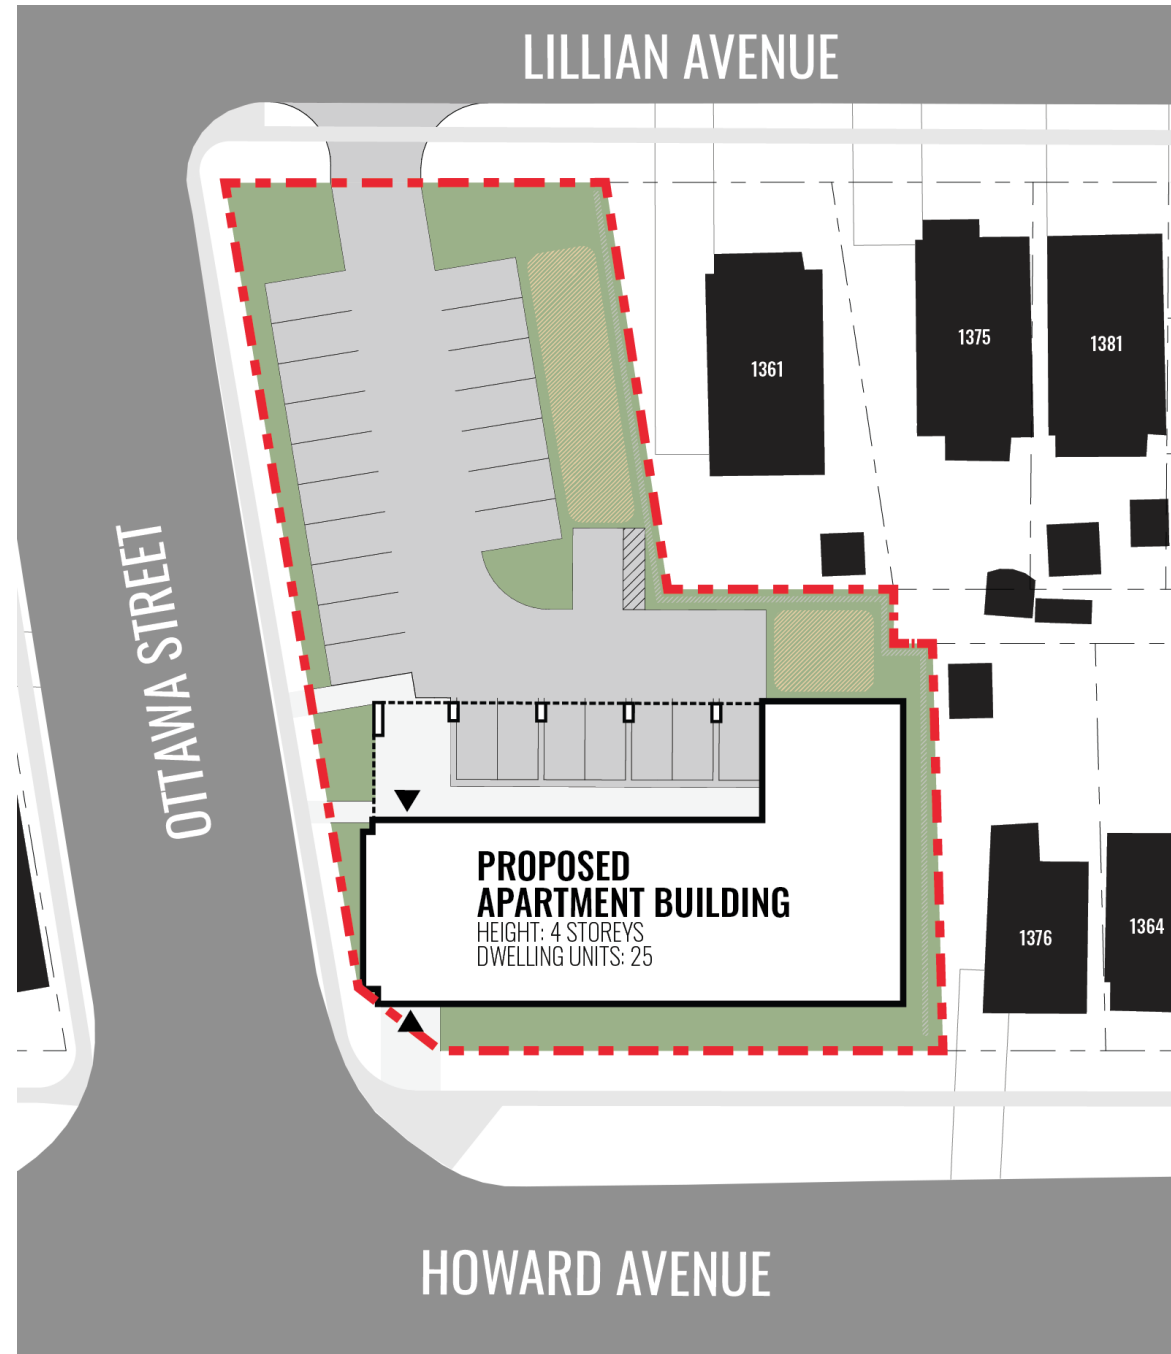 LILLIAN AVENUE
1361
1375
1381
OTTAWA STREET
PROPOSED
APARTMENT BUILDING
HEIGHT: 4 STOREYS
DWELLING UNITS: 25
1376
1364
HOWARD AVENUE